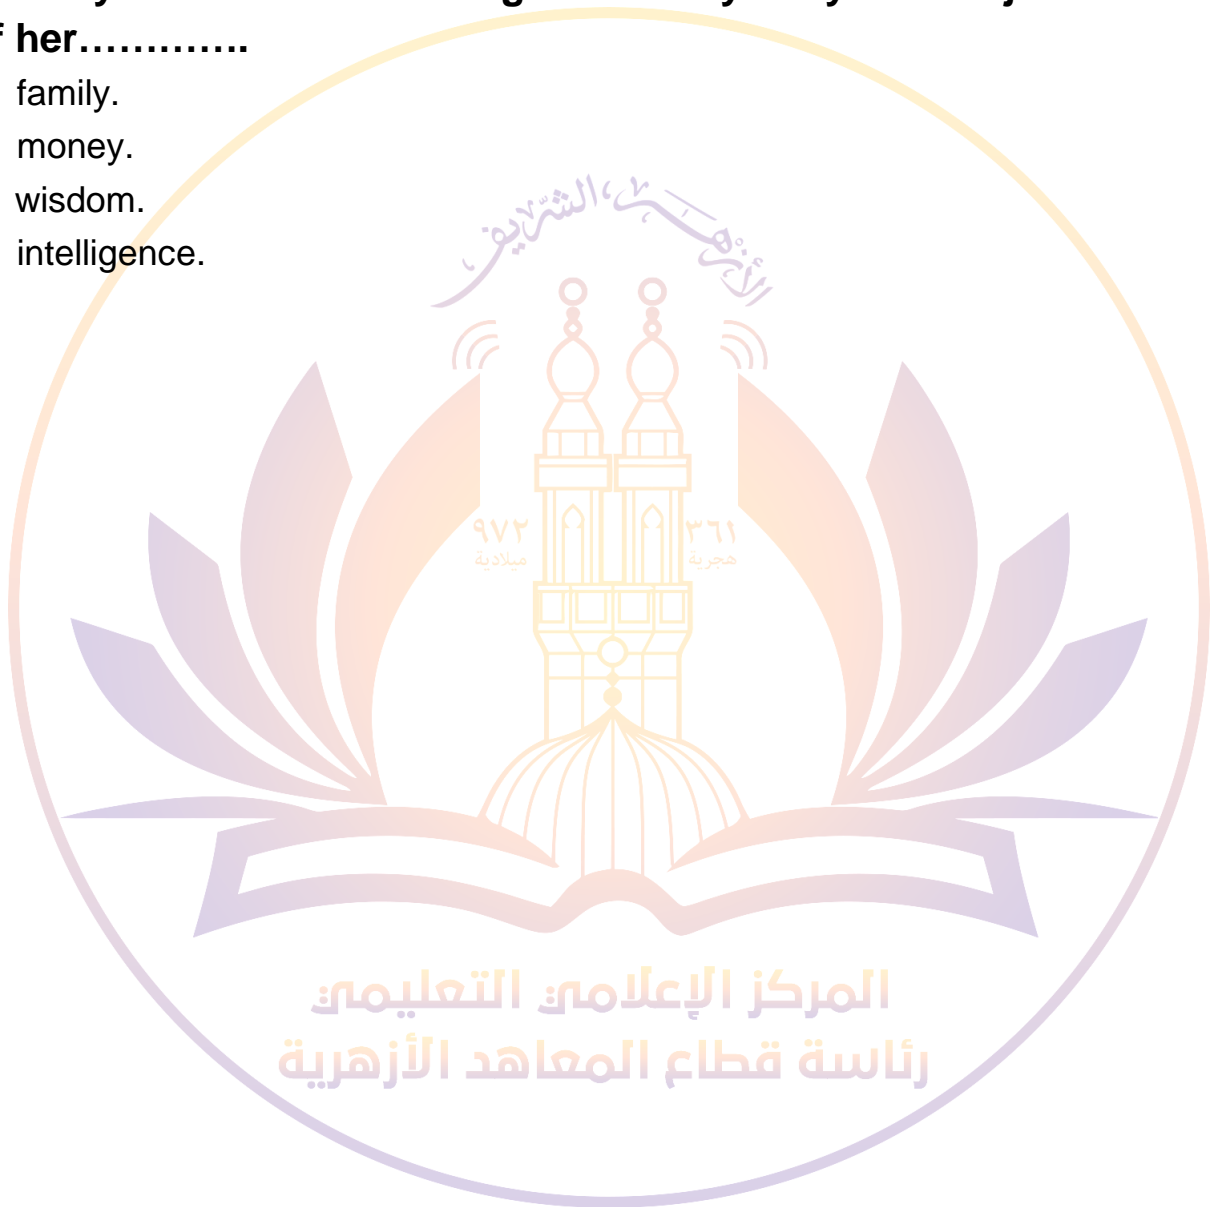 her………….
family.
money.
wisdom.
intelligence.
الأزهر الشريف
٩٧٢ ٣٦١
ميلادية هجرية
المركز الإعلامي التعليمي
رئاسة قطاع المعاهد الأزهرية